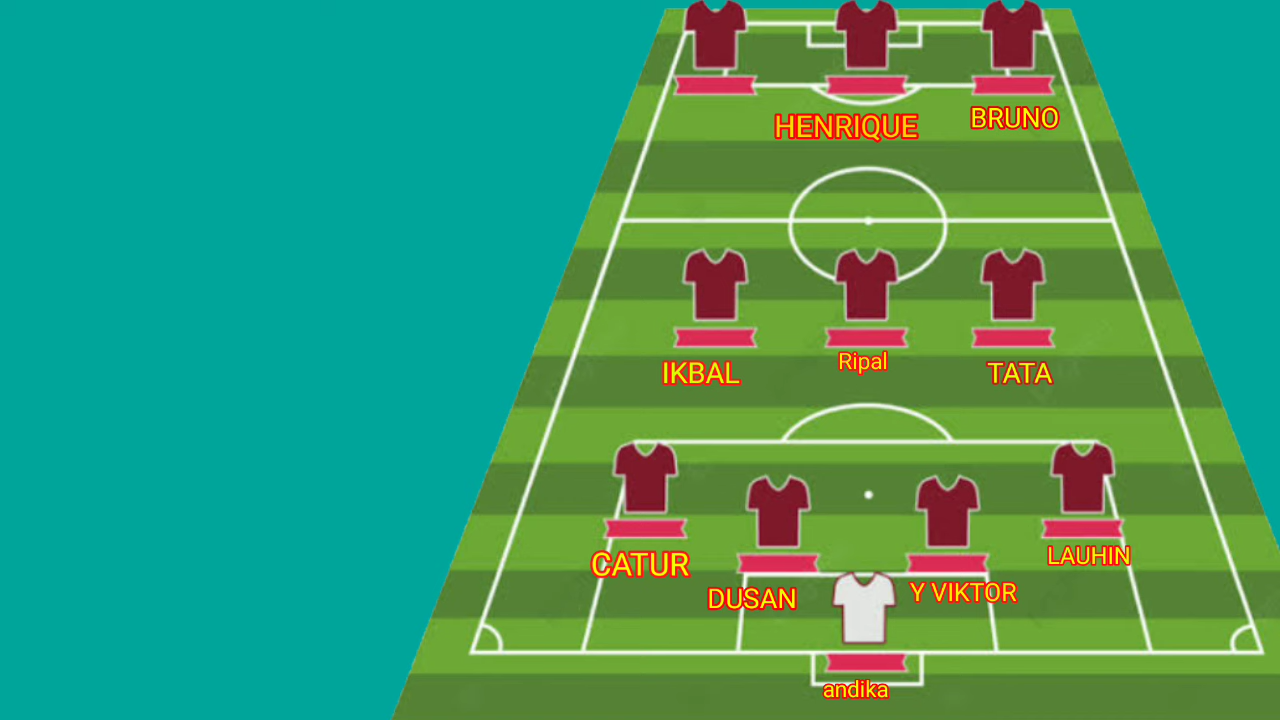 HENRIQUE
BRUNO
IKBAL
Ripal
TATA
CATUR
DUSAN
Y VIKTOR
LAUHIN
andika